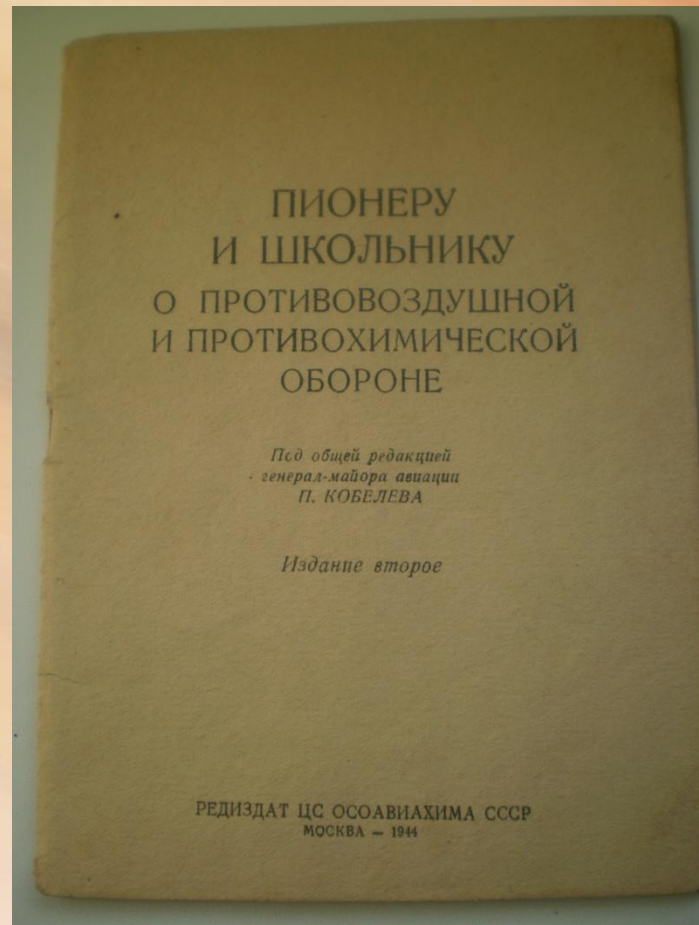 ПИОНЕРУ
И ШКОЛЬНИКУ
О ПРОТИВОВОЗДУШНОЙ
И ПРОТИВОХИМИЧЕСКОЙ
ОБОРОНЕ
Под общей редакцией
генерал-майора авиации
П. КОБЕЛЕВА
Издание второе
РЕДИЗДАТ ЦС ОСОАВИАХИМА СССР
МОСКВА — 1944